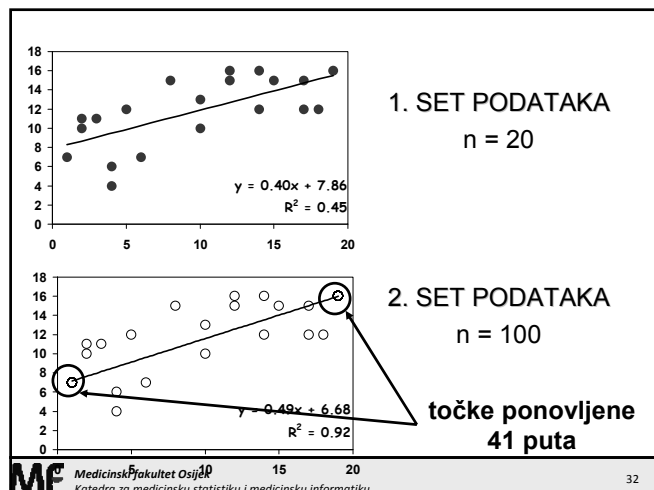 18
16
14
12
10
8
6
4
2
0
0 5 10 15 20
y = 0.40x + 7.86
R² = 0.45
1. SET PODATAKA
n = 20
18
16
14
12
10
8
6
4
2
0
0 5 10 15 20
y = 0.49x + 6.68
R² = 0.92
2. SET PODATAKA
n = 100
točke ponovljene
41 puta
MF
Medicinski fakultet Osijek
Katedra za medicinsku statistiku i medicinsku informatiku
32